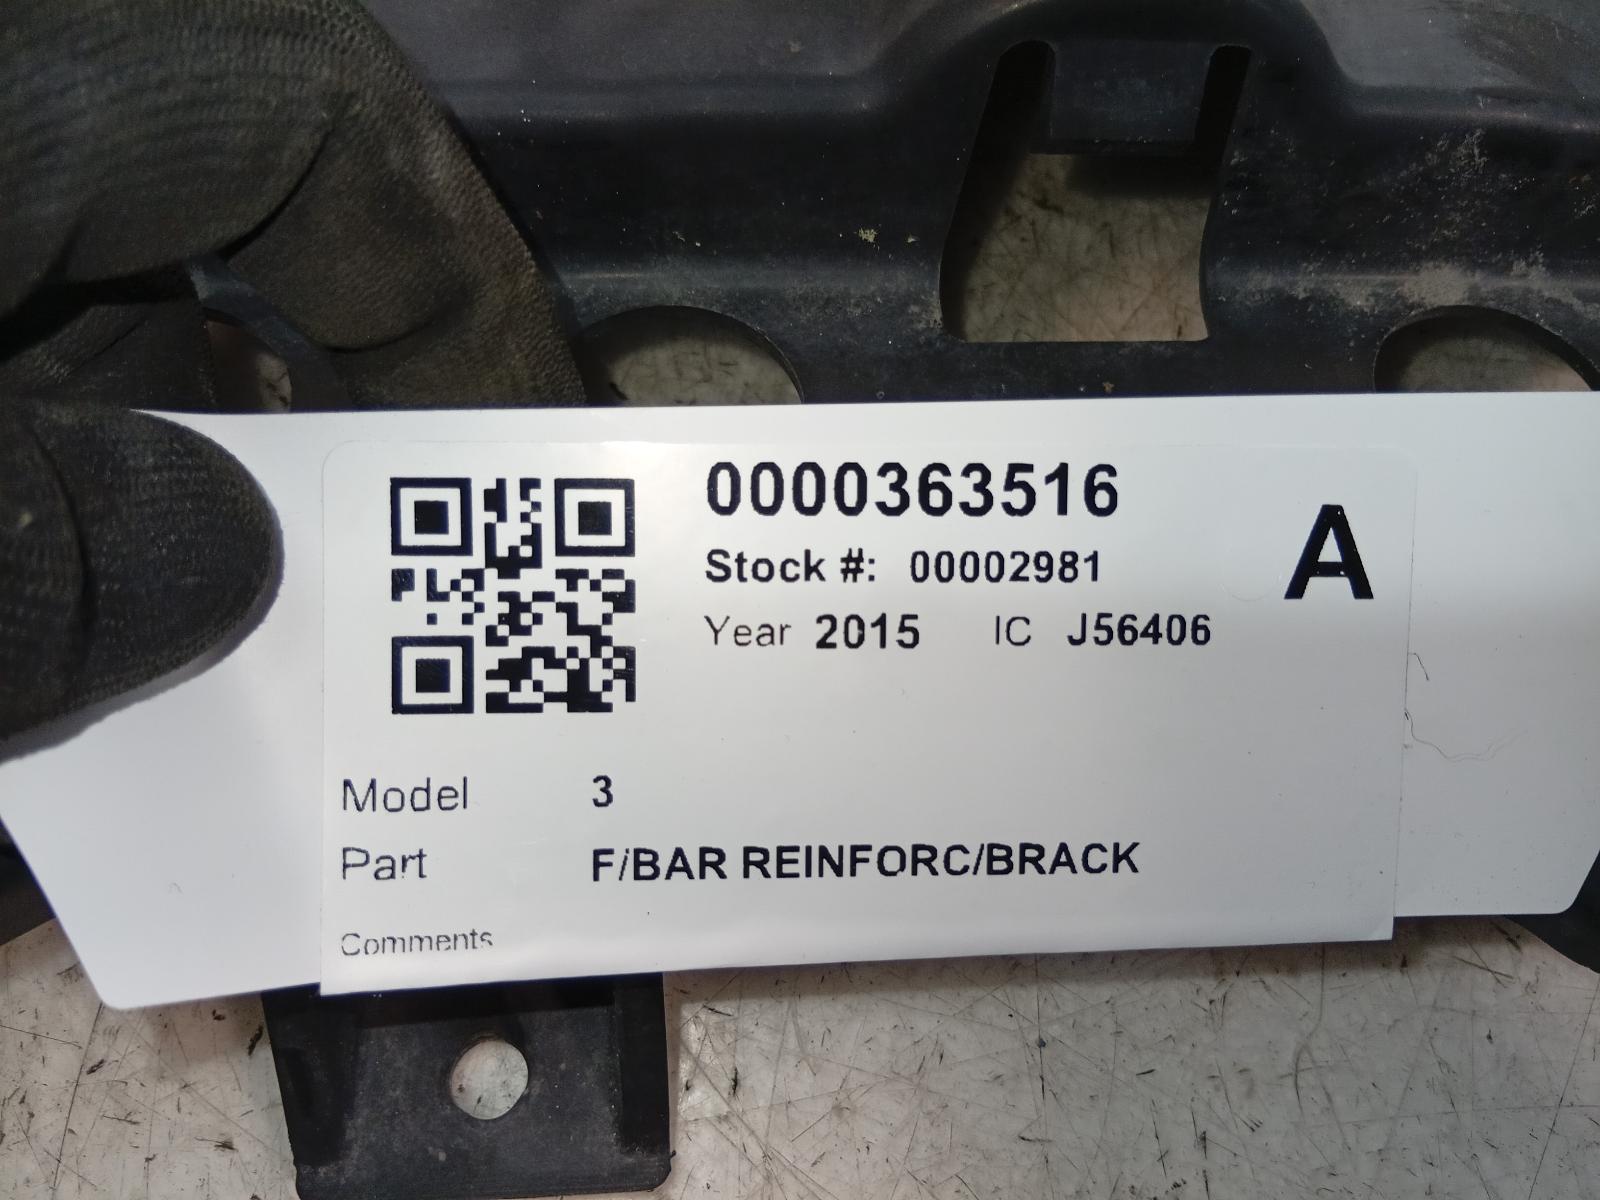 0000363516
A
Stock #: 00002981
Year 2015 IC J56406
Model 3
Part F/BAR REINFORC/BRACK
Comments